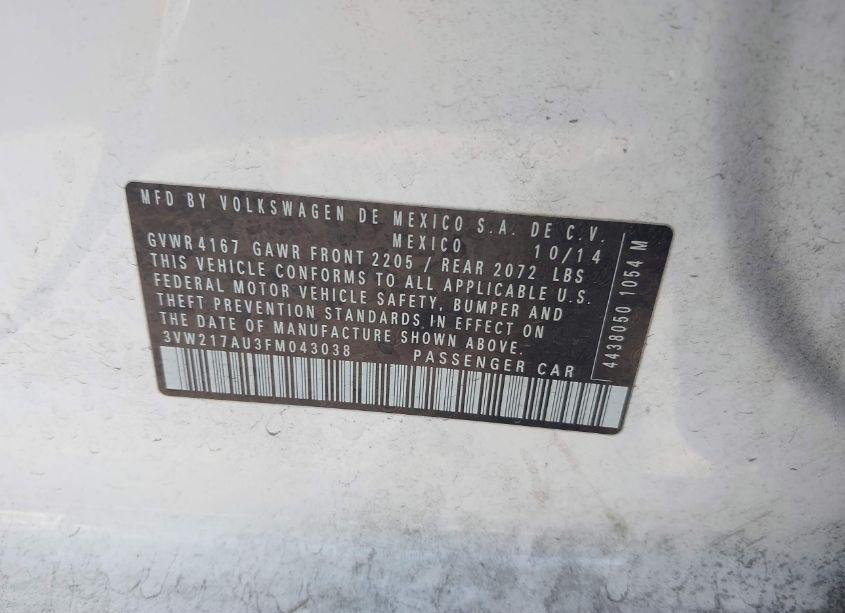 MFD BY VOLKSWAGEN DE MEXICO S.A. DE C.V.
MEXICO 10/14
GVWR 4167 GAWR FRONT 2205 / REAR 2072 LBS
THIS VEHICLE CONFORMS TO ALL APPLICABLE U.S.
FEDERAL MOTOR VEHICLE SAFETY, BUMPER AND
THEFT PREVENTION STANDARDS IN EFFECT ON
THE DATE OF MANUFACTURE SHOWN ABOVE.
3VW217AU3FM043038 PASSENGER CAR
4438050 1054 M